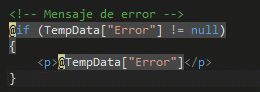 <!-- Mensaje de error -->
@if (TempData["Error"] != null)
{
    <p>@TempData["Error"]</p>
}